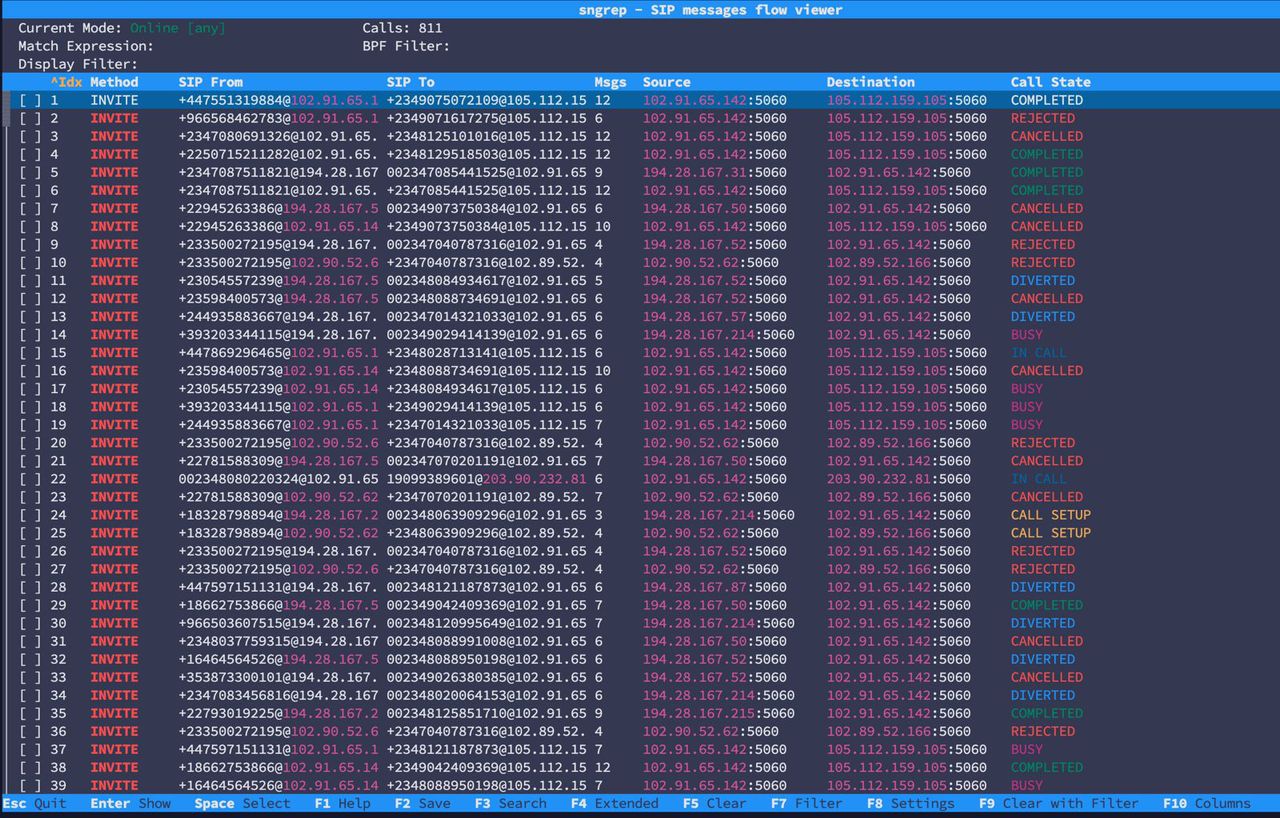 sngrep - SIP messages flow viewer
Current Mode: Online [any] Calls: 811
Match Expression: BPF Filter:
Display Filter:
^Idx Method SIP From SIP To Msgs Source Destination Call State
[ ] 1 INVITE +447551319884@102.91.65.1 +2349075072109@105.112.15 12 102.91.65.142:5060 105.112.159.105:5060 COMPLETED
[ ] 2 INVITE +966568462783@102.91.65.1 +2349071617275@105.112.15 6 102.91.65.142:5060 105.112.159.105:5060 REJECTED
[ ] 3 INVITE +2347080691326@102.91.65. +2348125101016@105.112.15 12 102.91.65.142:5060 105.112.159.105:5060 CANCELLED
[ ] 4 INVITE +2250715211282@102.91.65. +2348129518503@105.112.15 12 102.91.65.142:5060 105.112.159.105:5060 COMPLETED
[ ] 5 INVITE +2347087511821@194.28.167 002347085441525@102.91.65 9 194.28.167.31:5060 102.91.65.142:5060 COMPLETED
[ ] 6 INVITE +2347087511821@102.91.65. +2347085441525@105.112.15 12 102.91.65.142:5060 105.112.159.105:5060 COMPLETED
[ ] 7 INVITE +22945263386@194.28.167.5 002349073750384@102.91.65 6 194.28.167.50:5060 102.91.65.142:5060 CANCELLED
[ ] 8 INVITE +22945263386@102.91.65.14 +2349073750384@105.112.15 10 102.91.65.142:5060 105.112.159.105:5060 CANCELLED
[ ] 9 INVITE +233500272195@194.28.167. 002347040787316@102.91.65 4 194.28.167.52:5060 102.91.65.142:5060 REJECTED
[ ] 10 INVITE +233500272195@102.90.52.6 +2347040787316@102.89.52. 4 102.90.52.62:5060 102.89.52.166:5060 REJECTED
[ ] 11 INVITE +23054557239@194.28.167.5 002348084934617@102.91.65 5 194.28.167.52:5060 102.91.65.142:5060 DIVERTED
[ ] 12 INVITE +23598400573@194.28.167.5 002348088734691@102.91.65 6 194.28.167.52:5060 102.91.65.142:5060 CANCELLED
[ ] 13 INVITE +244935883667@194.28.167. 002347014321033@102.91.65 6 194.28.167.57:5060 102.91.65.142:5060 DIVERTED
[ ] 14 INVITE +393203344115@194.28.167. 002349029414139@102.91.65 6 194.28.167.214:5060 102.91.65.142:5060 BUSY
[ ] 15 INVITE +447869296465@102.91.65.1 +2348028713141@105.112.15 6 102.91.65.142:5060 105.112.159.105:5060 IN CALL
[ ] 16 INVITE +23598400573@102.91.65.14 +2348088734691@105.112.15 10 102.91.65.142:5060 105.112.159.105:5060 CANCELLED
[ ] 17 INVITE +23054557239@102.91.65.14 +2348084934617@105.112.15 6 102.91.65.142:5060 105.112.159.105:5060 BUSY
[ ] 18 INVITE +393203344115@102.91.65.1 +2349029414139@105.112.15 6 102.91.65.142:5060 105.112.159.105:5060 BUSY
[ ] 19 INVITE +244935883667@102.91.65.1 +2347014321033@105.112.15 7 102.91.65.142:5060 105.112.159.105:5060 BUSY
[ ] 20 INVITE +233500272195@102.90.52.6 +2347040787316@102.89.52. 4 102.90.52.62:5060 102.89.52.166:5060 REJECTED
[ ] 21 INVITE +22781588309@194.28.167.5 002347070201191@102.91.65 7 194.28.167.50:5060 102.91.65.142:5060 CANCELLED
[ ] 22 INVITE 002348080220324@102.91.65 19099389601@203.90.232.81 6 102.91.65.142:5060 203.90.232.81:5060 IN CALL
[ ] 23 INVITE +22781588309@102.90.52.62 +2347070201191@102.89.52. 7 102.90.52.62:5060 102.89.52.166:5060 CANCELLED
[ ] 24 INVITE +18328798894@194.28.167.2 002348063909296@102.91.65 3 194.28.167.214:5060 102.91.65.142:5060 CALL SETUP
[ ] 25 INVITE +18328798894@102.90.52.62 +2348063909296@102.89.52. 4 102.90.52.62:5060 102.89.52.166:5060 CALL SETUP
[ ] 26 INVITE +233500272195@194.28.167. 002347040787316@102.91.65 4 194.28.167.52:5060 102.91.65.142:5060 REJECTED
[ ] 27 INVITE +233500272195@102.90.52.6 +2347040787316@102.89.52. 4 102.90.52.62:5060 102.89.52.166:5060 REJECTED
[ ] 28 INVITE +447597151131@194.28.167. 002348121187873@102.91.65 6 194.28.167.87:5060 102.91.65.142:5060 DIVERTED
[ ] 29 INVITE +18662753866@194.28.167.5 002349042409369@102.91.65 7 194.28.167.50:5060 102.91.65.142:5060 COMPLETED
[ ] 30 INVITE +966503607515@194.28.167. 002348120995649@102.91.65 7 194.28.167.214:5060 102.91.65.142:5060 DIVERTED
[ ] 31 INVITE +2348037759315@194.28.167 002348088991008@102.91.65 6 194.28.167.50:5060 102.91.65.142:5060 CANCELLED
[ ] 32 INVITE +16464564526@194.28.167.5 002348088950198@102.91.65 6 194.28.167.52:5060 102.91.65.142:5060 DIVERTED
[ ] 33 INVITE +353873300101@194.28.167. 002349026380385@102.91.65 6 194.28.167.52:5060 102.91.65.142:5060 CANCELLED
[ ] 34 INVITE +2347083456816@194.28.167 002348020064153@102.91.65 6 194.28.167.214:5060 102.91.65.142:5060 DIVERTED
[ ] 35 INVITE +22793019225@194.28.167.2 002348125851710@102.91.65 9 194.28.167.215:5060 102.91.65.142:5060 COMPLETED
[ ] 36 INVITE +233500272195@102.90.52.6 +2347040787316@102.89.52. 4 102.90.52.62:5060 102.89.52.166:5060 REJECTED
[ ] 37 INVITE +447597151131@102.91.65.1 +2348121187873@105.112.15 7 102.91.65.142:5060 105.112.159.105:5060 BUSY
[ ] 38 INVITE +18662753866@102.91.65.14 +2349042409369@105.112.15 12 102.91.65.142:5060 105.112.159.105:5060 COMPLETED
[ ] 39 INVITE +16464564526@102.91.65.14 +2348088950198@105.112.15 7 102.91.65.142:5060 105.112.159.105:5060 BUSY
Esc Quit Enter Show Space Select F1 Help F2 Save F3 Search F4 Extended F5 Clear F7 Filter F8 Settings F9 Clear with Filter F10 Columns